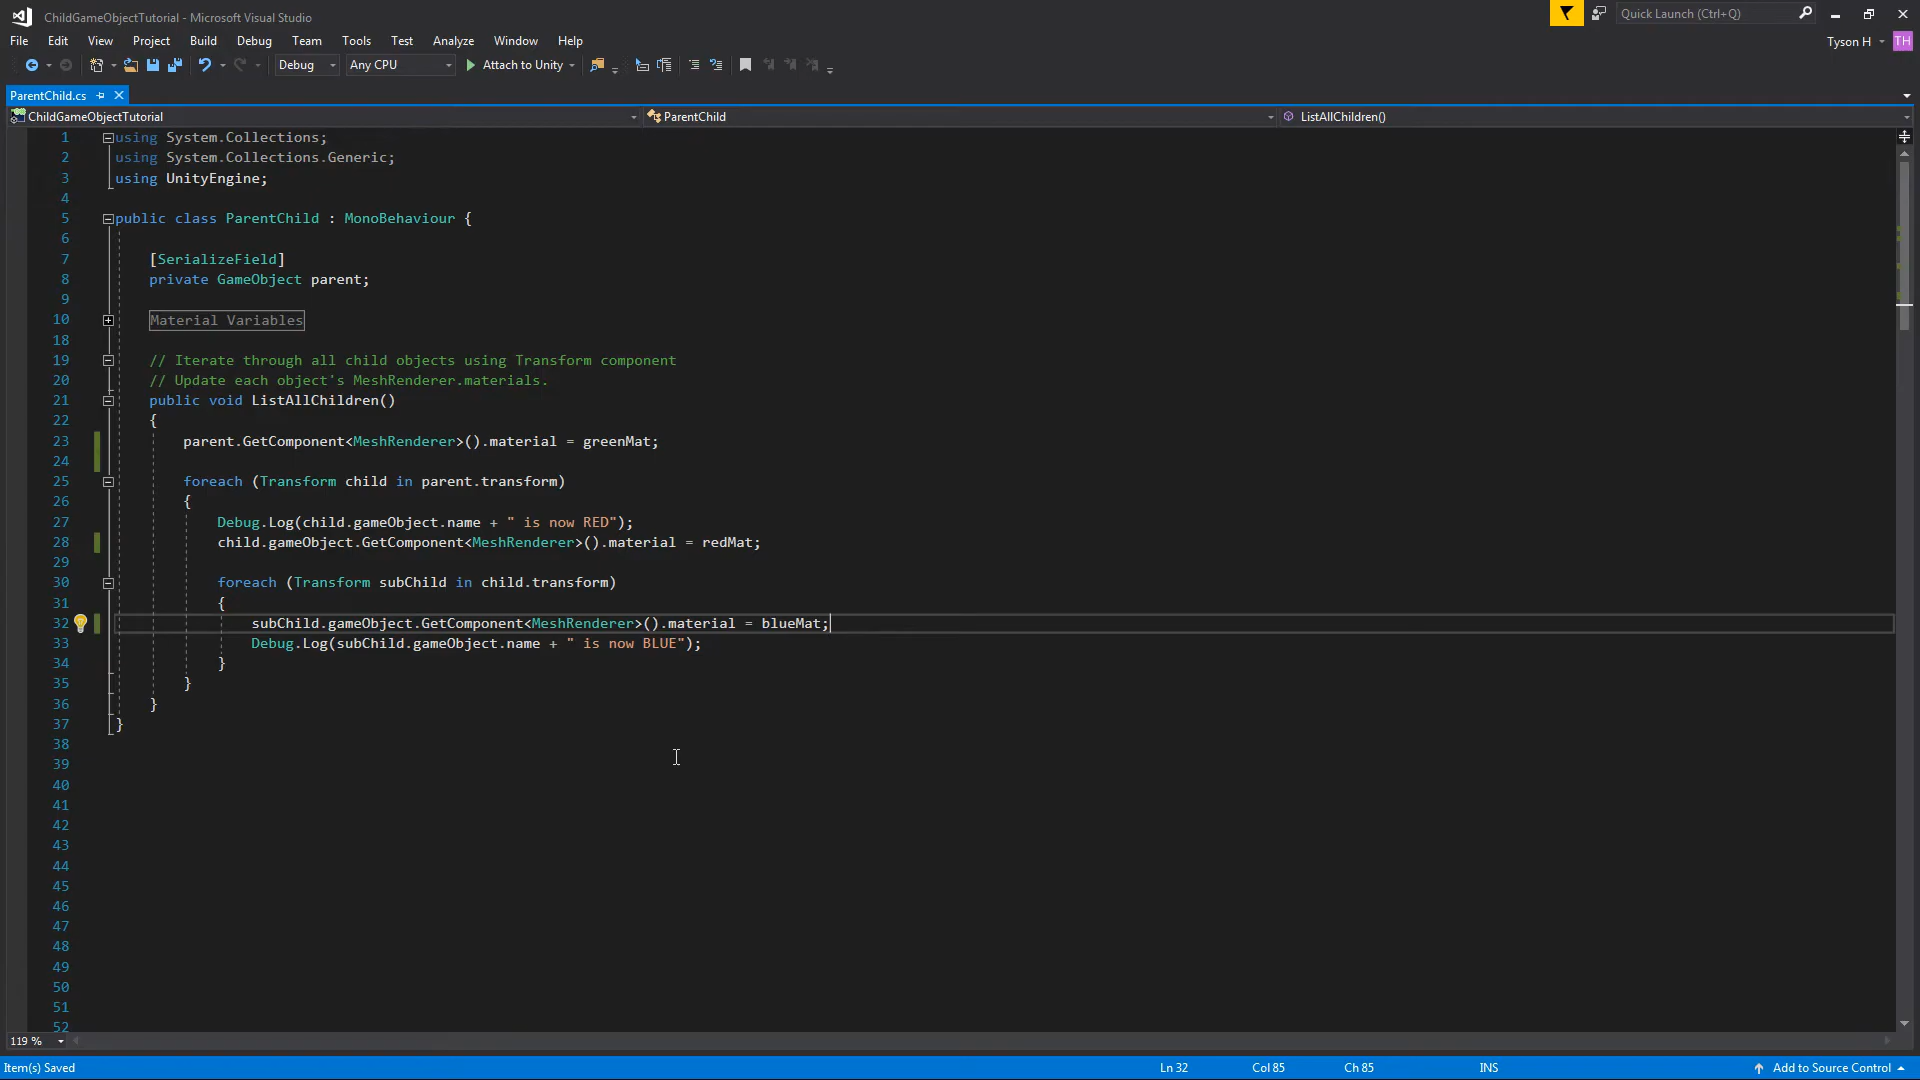 ChildGameObjectTutorial - Microsoft Visual Studio
Quick Launch (Ctrl+Q)
File Edit View Project Build Debug Team Tools Test Analyze Window Help
Tyson H TH
Debug Any CPU Attach to Unity
ParentChild.cs
ChildGameObjectTutorial ParentChild ListAllChildren()
1 using System.Collections;
2 using System.Collections.Generic;
3 using UnityEngine;
4
5 public class ParentChild : MonoBehaviour {
6
7 [SerializeField]
8 private GameObject parent;
9
10 Material Variables
18
19 // Iterate through all child objects using Transform component
20 // Update each object's MeshRenderer.materials.
21 public void ListAllChildren()
22 {
23 parent.GetComponent<MeshRenderer>().material = greenMat;
24
25 foreach (Transform child in parent.transform)
26 {
27 Debug.Log(child.gameObject.name + " is now RED");
28 child.gameObject.GetComponent<MeshRenderer>().material = redMat;
29
30 foreach (Transform subChild in child.transform)
31 {
32 subChild.gameObject.GetComponent<MeshRenderer>().material = blueMat;
33 Debug.Log(subChild.gameObject.name + " is now BLUE");
34 }
35 }
36 }
37 }
38
39
40
41
42
43
44
45
46
47
48
49
50
51
52
119 %
Item(s) Saved Ln 32 Col 85 Ch 85 INS Add to Source Control